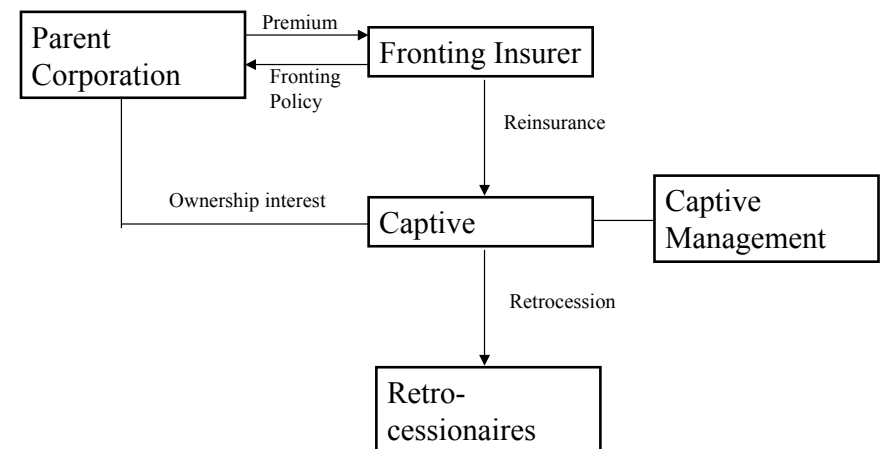 Parent
Corporation
Premium
Fronting Insurer
Fronting
Policy
Reinsurance
Ownership interest
Captive
Captive
Management
Retrocession
Retro-
cessionaires